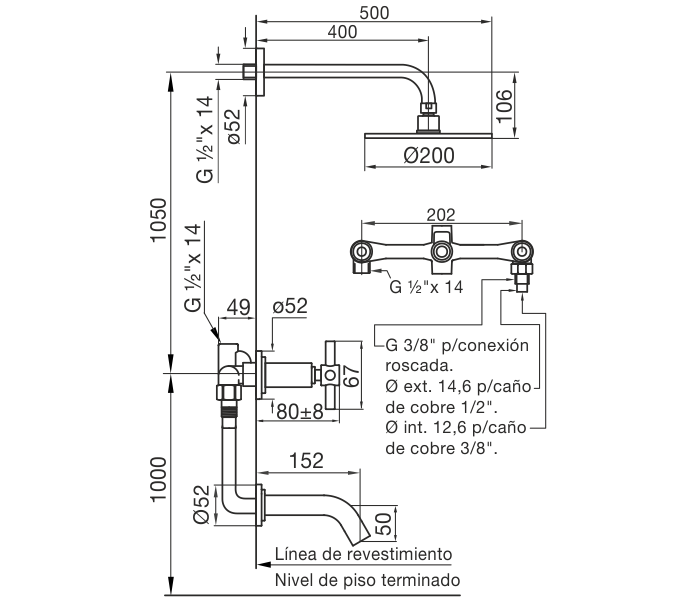 500
400
G ½"x 14
ø52
106
Ø200
1050
202
G ½"x 14
G ½"x 14
49
ø52
67
80±8
G 3/8" p/conexión
roscada.
Ø ext. 14,6 p/caño
de cobre 1/2".
Ø int. 12,6 p/caño
de cobre 3/8".
152
1000
Ø52
50
Línea de revestimiento
Nivel de piso terminado